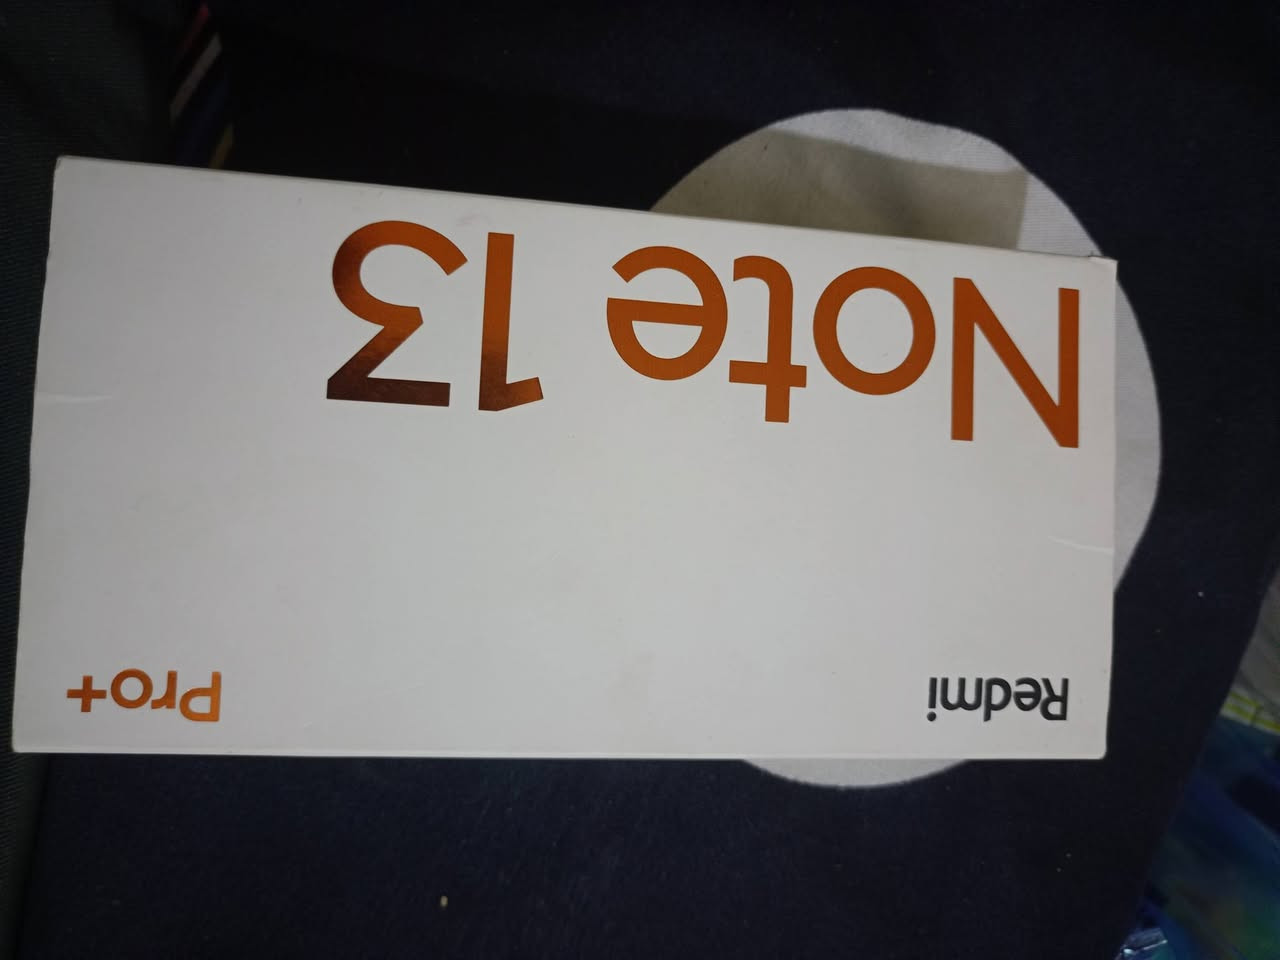 Redmi Pro+
Note 13